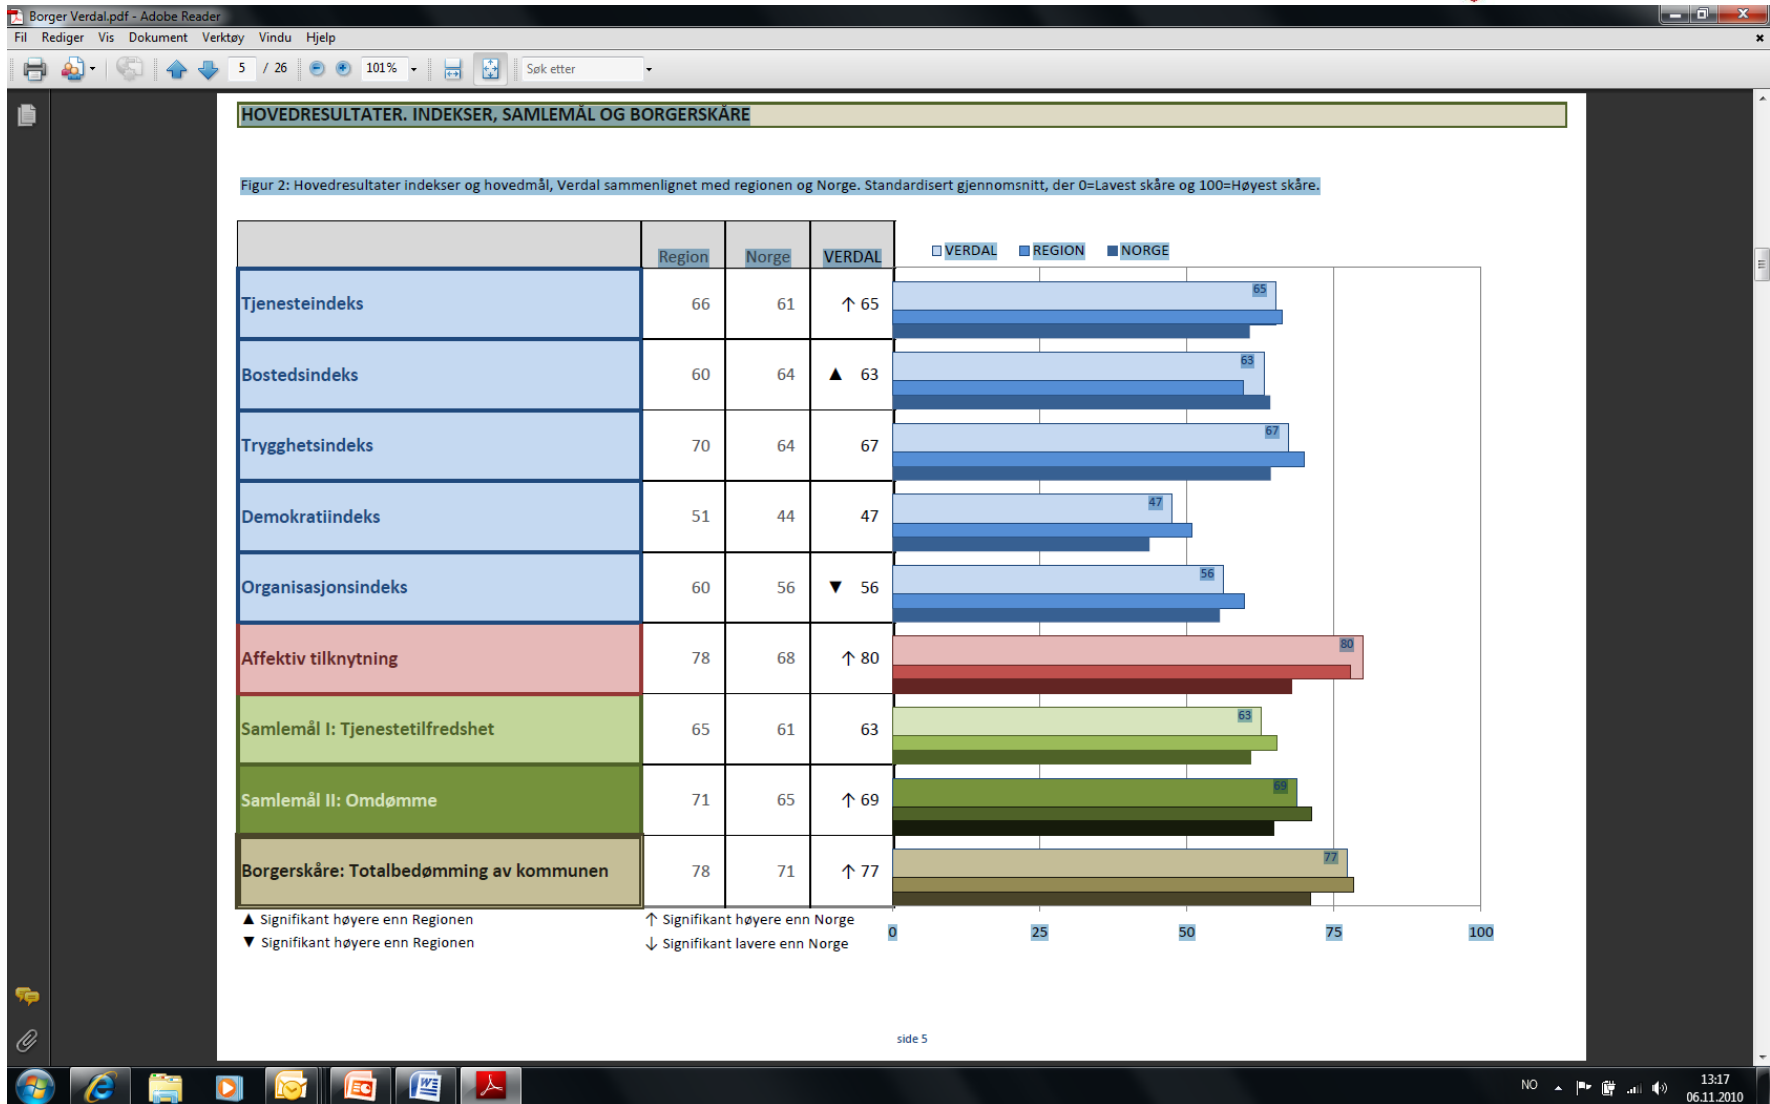 Borger Verdal.pdf - Adobe Reader
Fil Rediger Vis Dokument Verktøy Vindu Hjelp
5 / 26 101% Søk etter
HOVEDRESULTATER. INDEKSER, SAMLEMÅL OG BORGERSKÅRE
Figur 2: Hovedresultater indekser og hovedmål, Verdal sammenlignet med regionen og Norge. Standardisert gjennomsnitt, der 0=Lavest skåre og 100=Høyest skåre.
Region Norge VERDAL
VERDAL REGION NORGE
Tjenesteindeks 66 61 ↑ 65 65
Bostedsindeks 60 64 ▲ 63 63
Trygghetsindeks 70 64 67 67
Demokratiindeks 51 44 47 47
Organisasjonsindeks 60 56 ▼ 56 56
Affektiv tilknytning 78 68 ↑ 80 80
Samlemål I: Tjenestetilfredshet 65 61 63 63
Samlemål II: Omdømme 71 65 ↑ 69 69
Borgerskåre: Totalbedømming av kommunen 78 71 ↑ 77 77
▲ Signifikant høyere enn Regionen ↑ Signifikant høyere enn Norge
▼ Signifikant høyere enn Regionen ↓ Signifikant lavere enn Norge
0 25 50 75 100
side 5
NO 13:17
06.11.2010